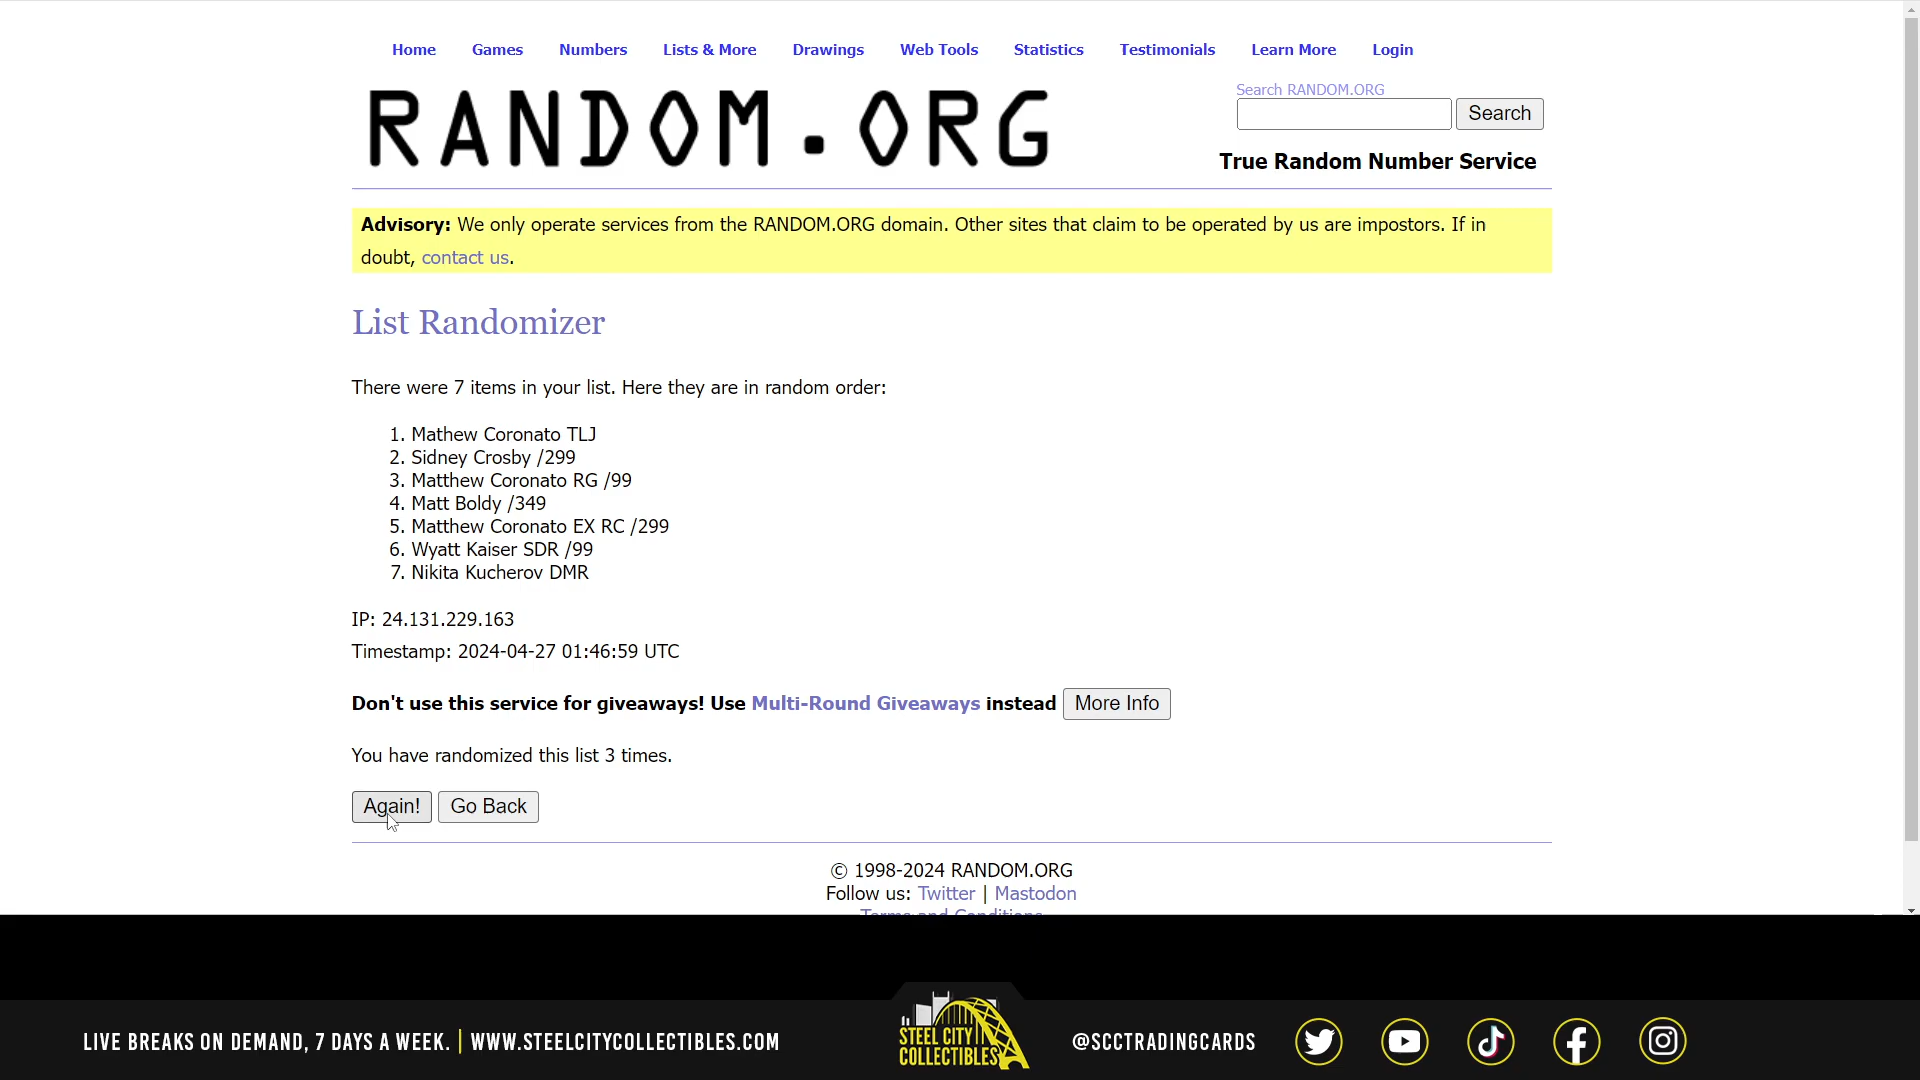 Home Games Numbers Lists & More Drawings Web Tools Statistics Testimonials Learn More Login
RANDOM.ORG
Search RANDOM.ORG
Search
True Random Number Service
Advisory: We only operate services from the RANDOM.ORG domain. Other sites that claim to be operated by us are impostors. If in
doubt, contact us.
List Randomizer
There were 7 items in your list. Here they are in random order:
1. Mathew Coronato TLJ
2. Sidney Crosby /299
3. Matthew Coronato RG /99
4. Matt Boldy /349
5. Matthew Coronato EX RC /299
6. Wyatt Kaiser SDR /99
7. Nikita Kucherov DMR
IP: 24.131.229.163
Timestamp: 2024-04-27 01:46:59 UTC
Don't use this service for giveaways! Use Multi-Round Giveaways instead More Info
You have randomized this list 3 times.
Again! Go Back
© 1998-2024 RANDOM.ORG
Follow us: Twitter | Mastodon
Terms and Conditions
LIVE BREAKS ON DEMAND, 7 DAYS A WEEK. | WWW.STEELCITYCOLLECTIBLES.COM
STEEL CITY
COLLECTIBLES
@SCCTRADINGCARDS